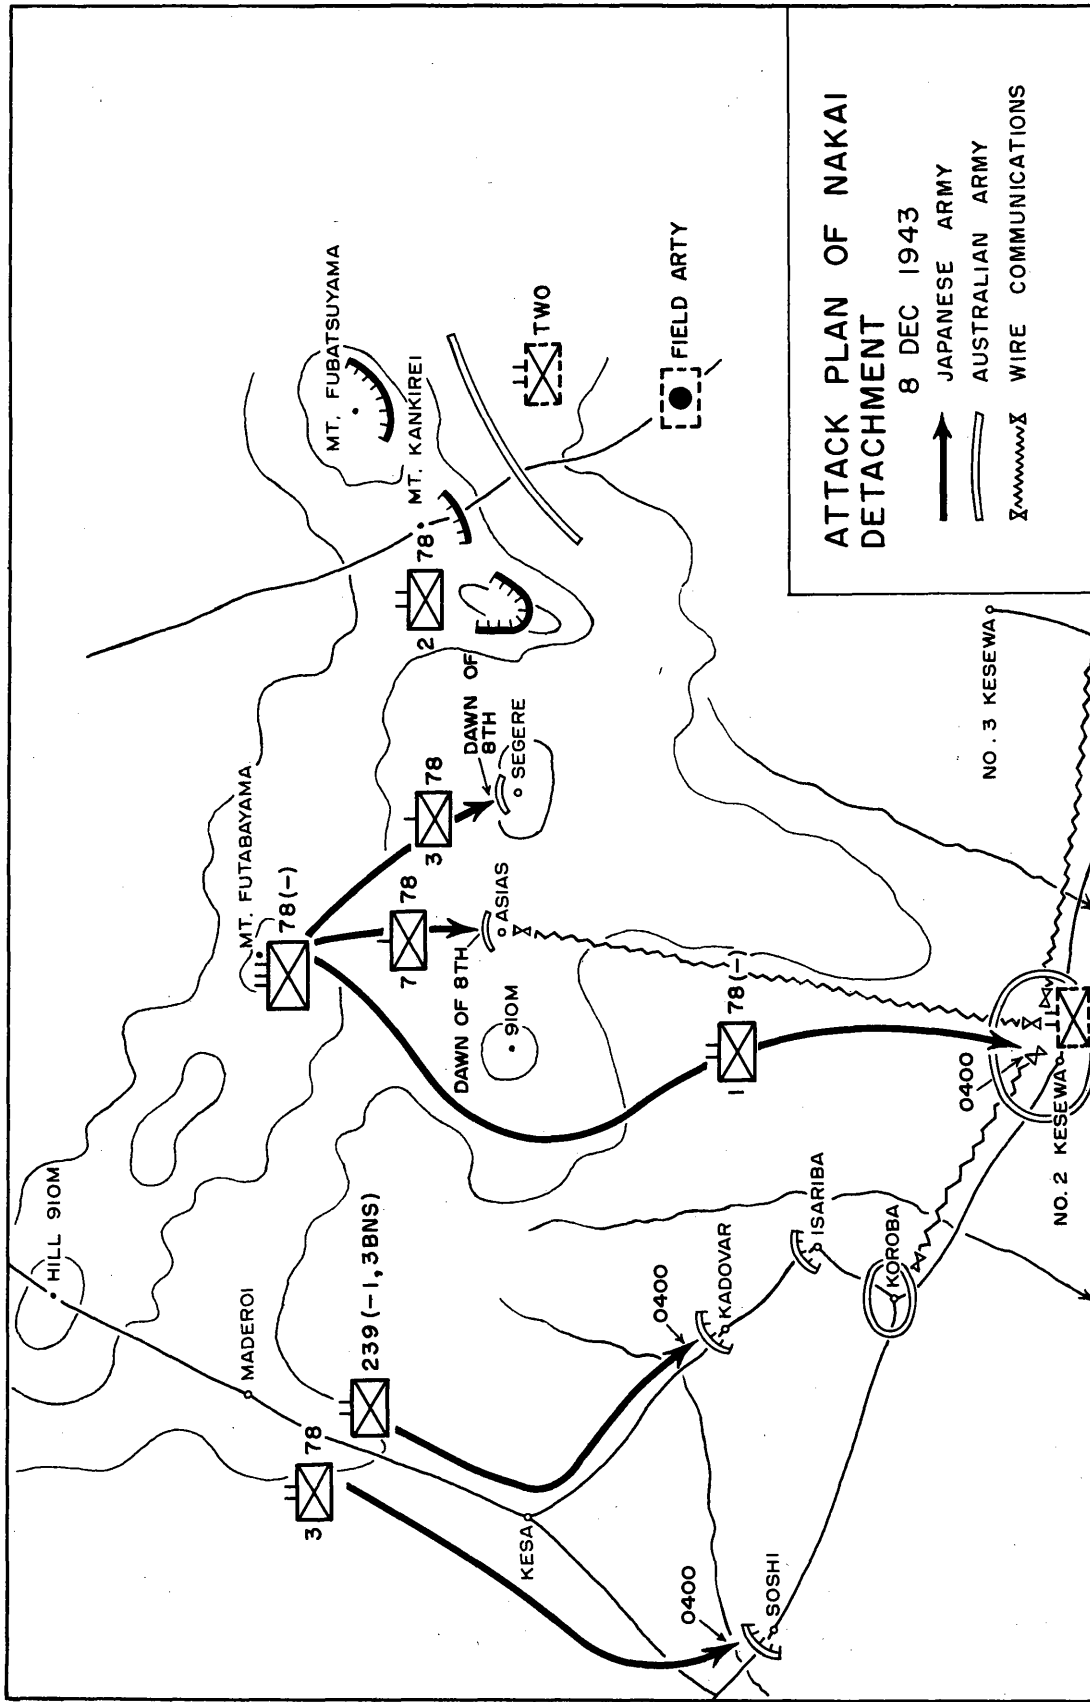 ATTACK PLAN OF NAKAI
DETACHMENT
8 DEC 1943
JAPANESE ARMY
AUSTRALIAN ARMY
WIRE COMMUNICATIONS
HILL 910M
MADEROI
3 78
239 (-1, 3BNS)
KESA
0400
SOSHI
0400
KADOVAR
ISARIBA
KOROBA
MT. FUTABAYAMA
78 (-)
7 78
DAWN OF 8TH
ASIAS
910M
3 78
DAWN OF
8TH
SEGERE
1 78 (-)
0400
NO. 2 KESEWA
NO. 3 KESEWA
2 78
MT. KANKIREI
MT. FUBATSUYAMA
TWO
FIELD ARTY